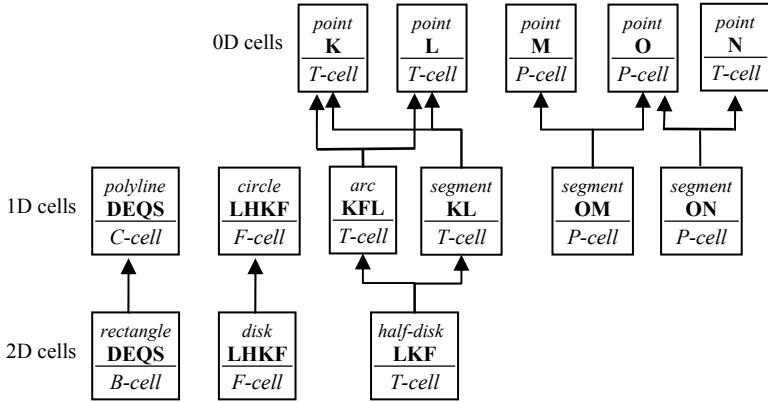 0D cells
point
K
T-cell
point
L
T-cell
point
M
P-cell
point
O
P-cell
point
N
T-cell
1D cells
polyline
DEQS
C-cell
circle
LHKF
F-cell
arc
KFL
T-cell
segment
KL
T-cell
segment
OM
P-cell
segment
ON
P-cell
2D cells
rectangle
DEQS
B-cell
disk
LHKF
F-cell
half-disk
LKF
T-cell